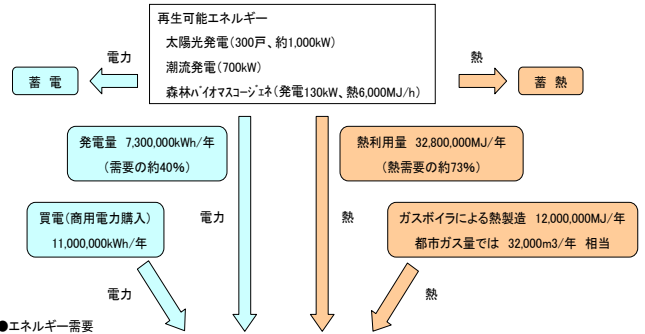 再生可能エネルギー
太陽光発電(300戸、約1,000kW)
潮流発電(700kW)
森林バイオマスコージェネ(発電130kW、熱6,000MJ/h)
電力
熱
蓄 電
蓄 熱
発電量 7,300,000kWh/年
(需要の約40%)
熱利用量 32,800,000MJ/年
(熱需要の約73%)
買電(商用電力購入)
11,000,000kWh/年
電力
熱
ガスボイラによる熱製造 12,000,000MJ/年
都市ガス量では 32,000m3/年 相当
電力
熱
●エネルギー需要